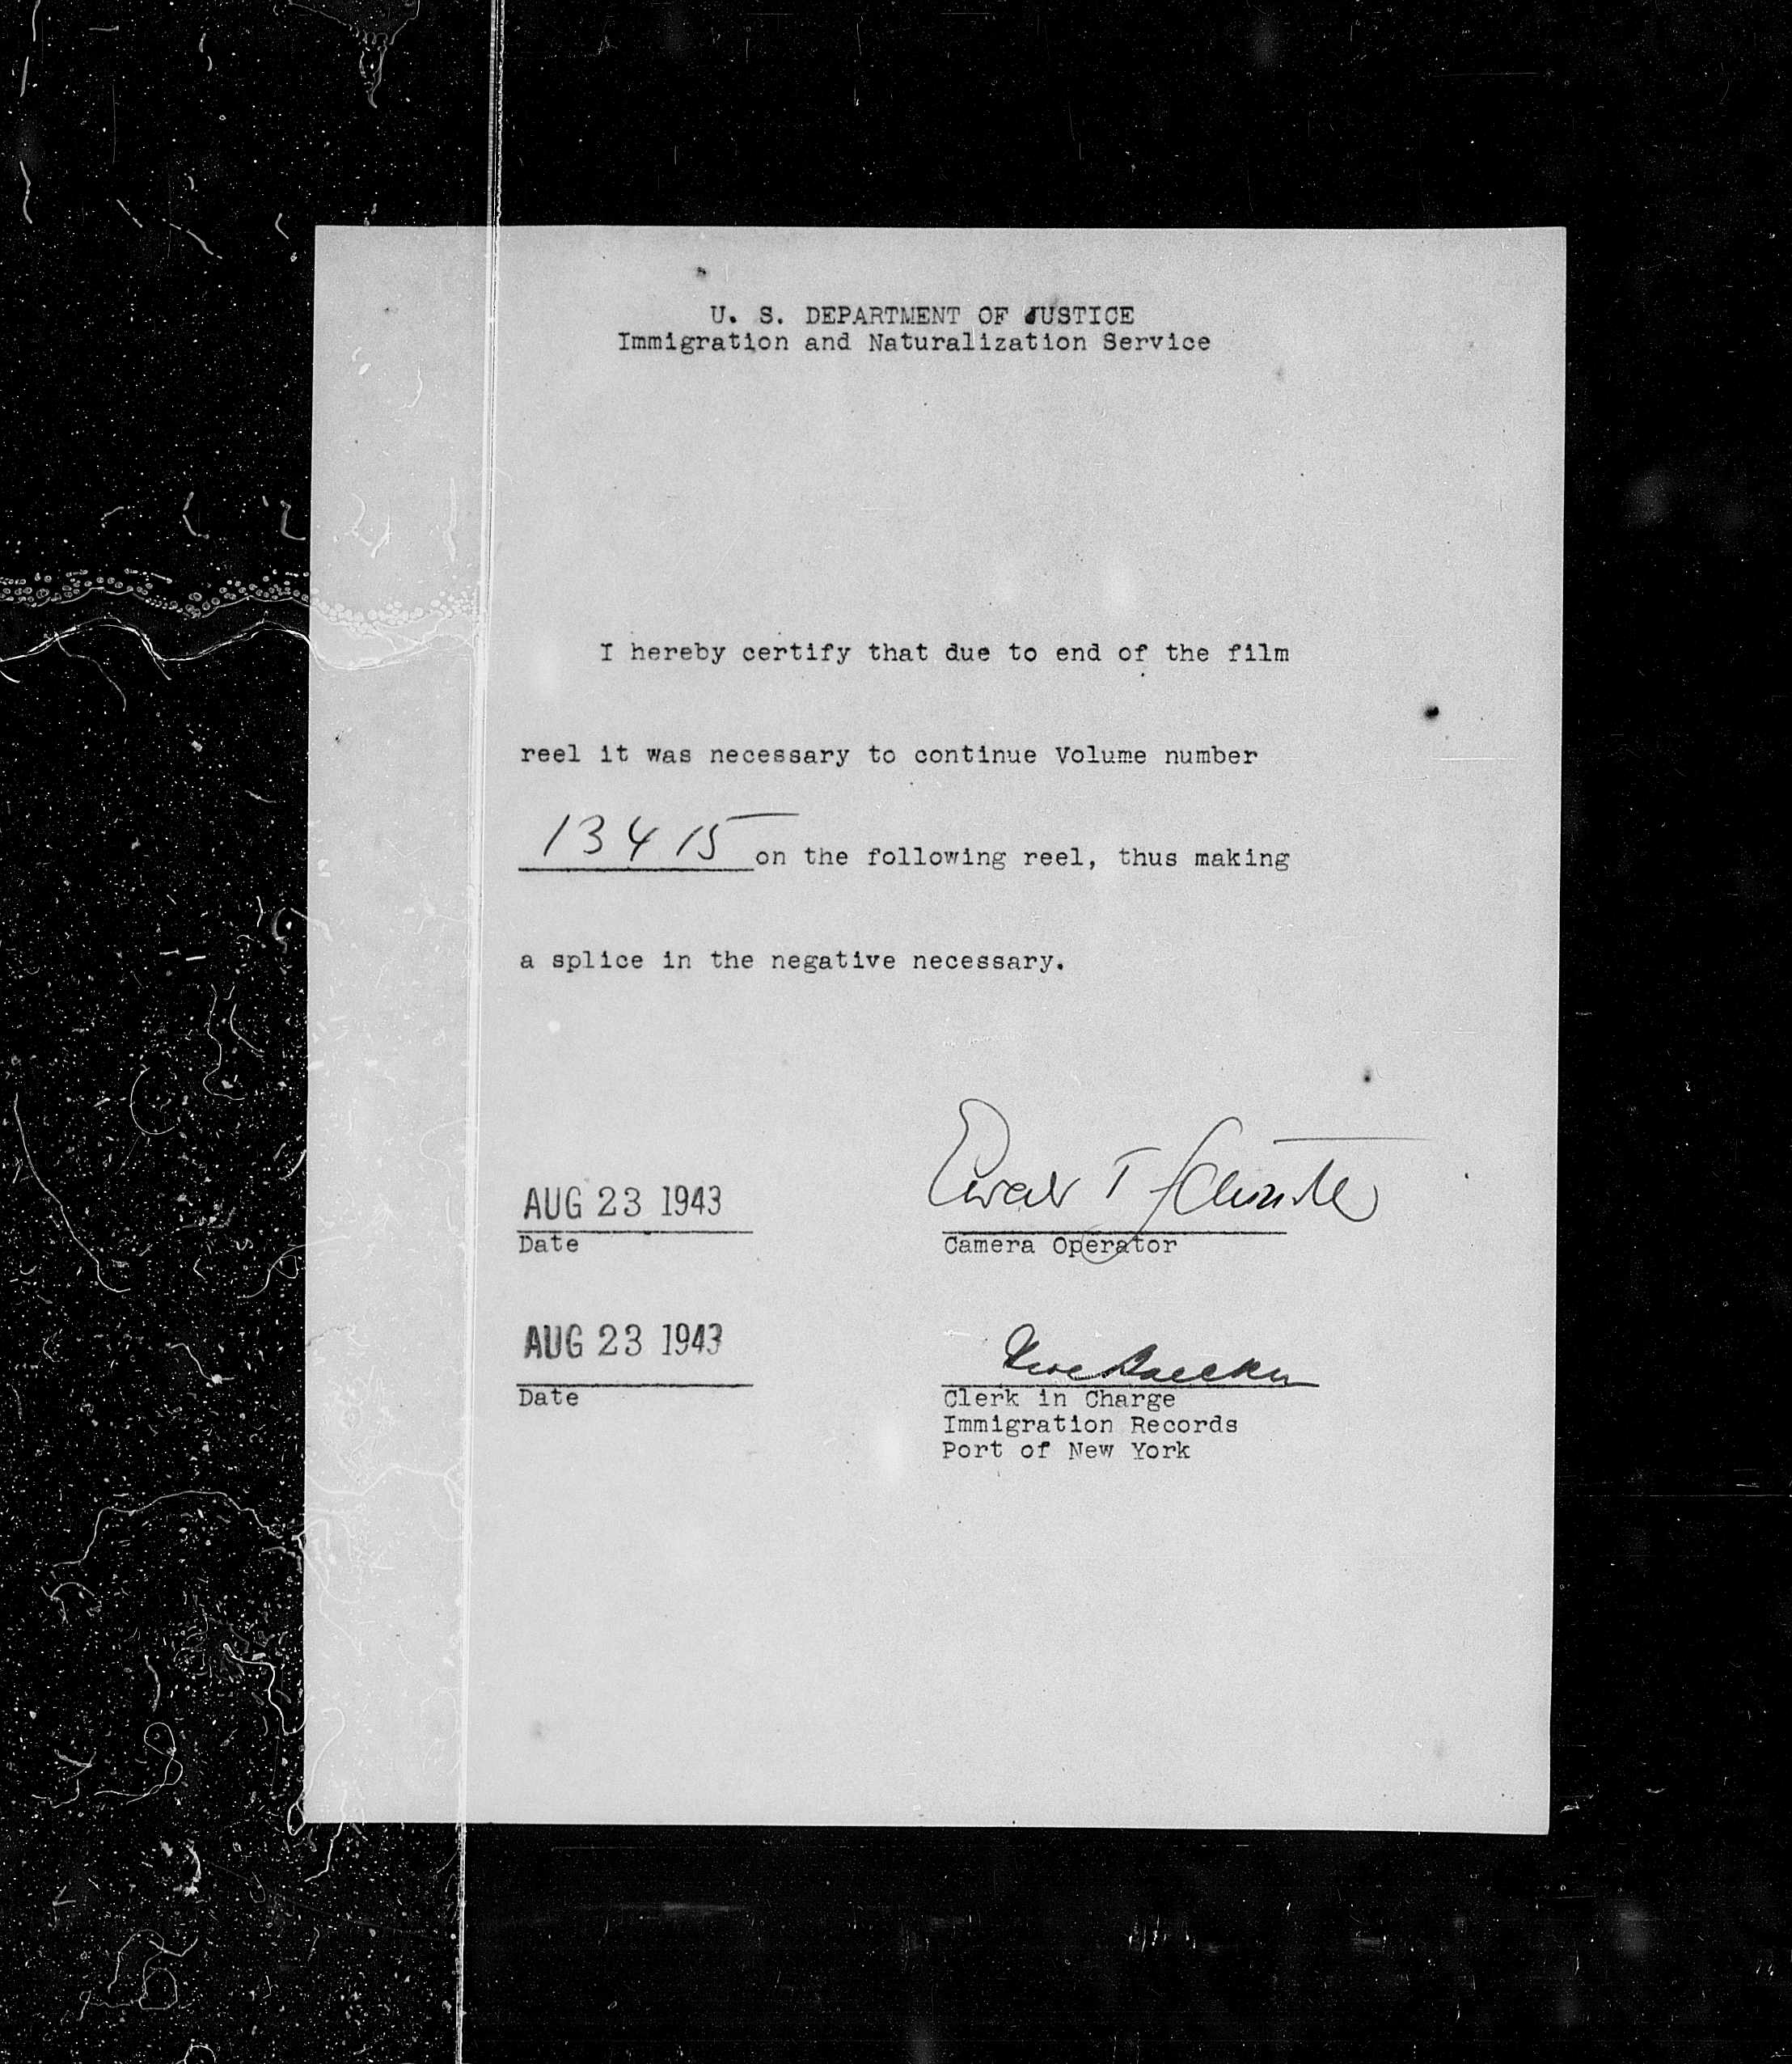 U. S. DEPARTMENT OF JUSTICE
Immigration and Naturalization Service
I hereby certify that due to end of the film
reel it was necessary to continue Volume number
13415 on the following reel, thus making
a splice in the negative necessary.
AUG 23 1943
Date
Camera Operator
AUG 23 1943
Date
Clerk in Charge
Immigration Records
Port of New York